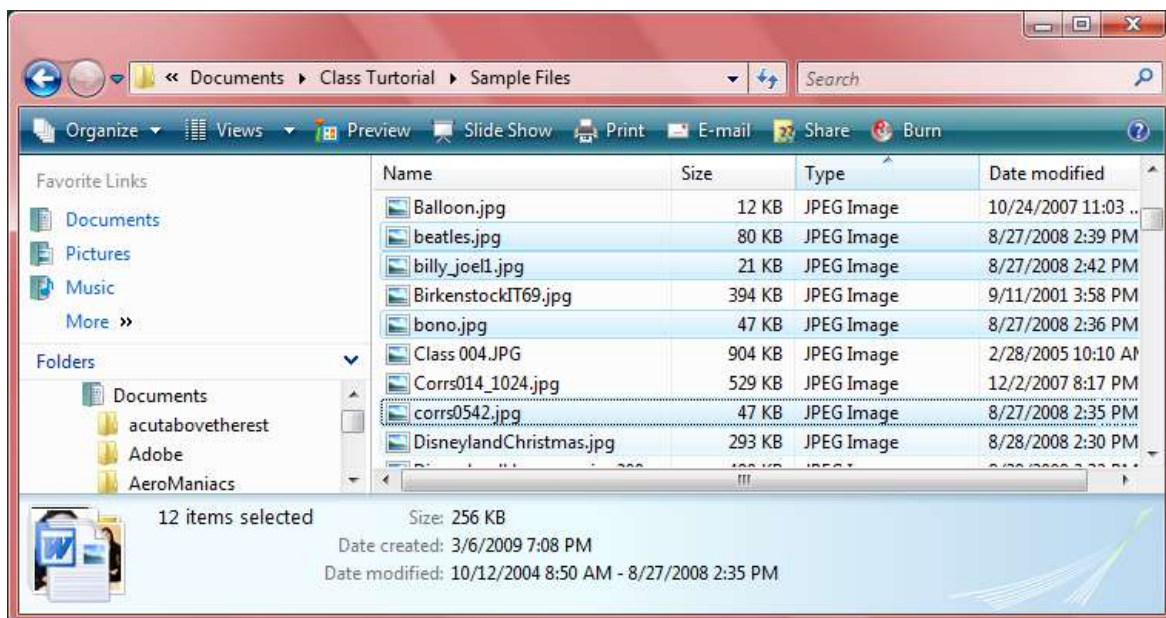 « Documents ▸ Class Turtorial ▸ Sample Files Search
Organize Views Preview Slide Show Print E-mail Share Burn
Favorite Links
Documents
Pictures
Music
More »
Folders
Documents
acutabovetherest
Adobe
AeroManiacs
Name Size Type Date modified
Balloon.jpg 12 KB JPEG Image 10/24/2007 11:03 ..
beatles.jpg 80 KB JPEG Image 8/27/2008 2:39 PM
billy_joel1.jpg 21 KB JPEG Image 8/27/2008 2:42 PM
BirkenstockIT69.jpg 394 KB JPEG Image 9/11/2001 3:58 PM
bono.jpg 47 KB JPEG Image 8/27/2008 2:36 PM
Class 004.JPG 904 KB JPEG Image 2/28/2005 10:10 AM
Corrs014_1024.jpg 529 KB JPEG Image 12/2/2007 8:17 PM
corrs0542.jpg 47 KB JPEG Image 8/27/2008 2:35 PM
DisneylandChristmas.jpg 293 KB JPEG Image 8/28/2008 2:30 PM
12 items selected Size: 256 KB
Date created: 3/6/2009 7:08 PM
Date modified: 10/12/2004 8:50 AM - 8/27/2008 2:35 PM